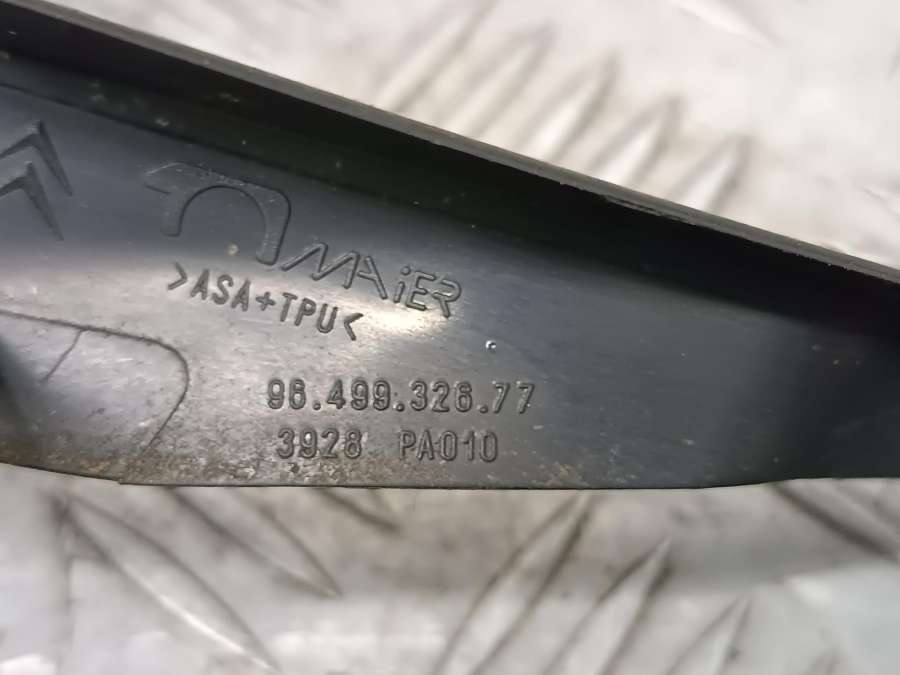 MAiER
>ASA+TPU<
96.499.326.77
3928 PA010